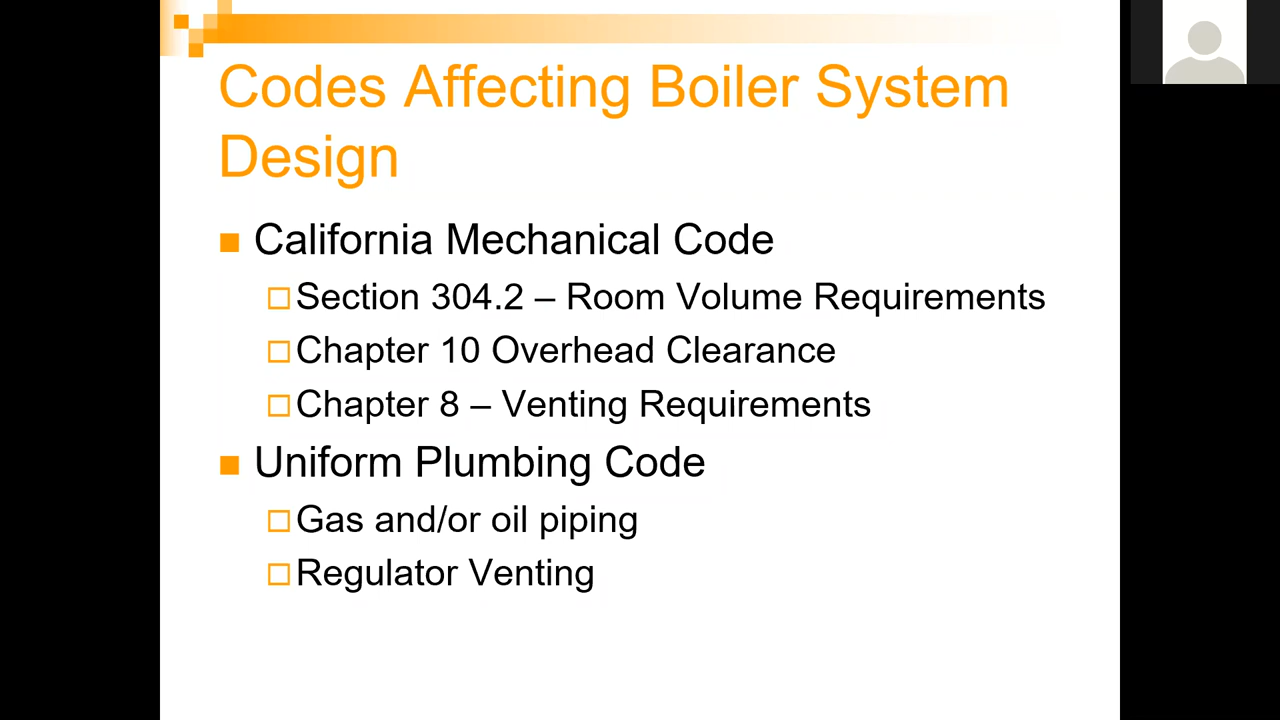 Codes Affecting Boiler System
Design
California Mechanical Code
Section 304.2 – Room Volume Requirements
Chapter 10 Overhead Clearance
Chapter 8 – Venting Requirements
Uniform Plumbing Code
Gas and/or oil piping
Regulator Venting